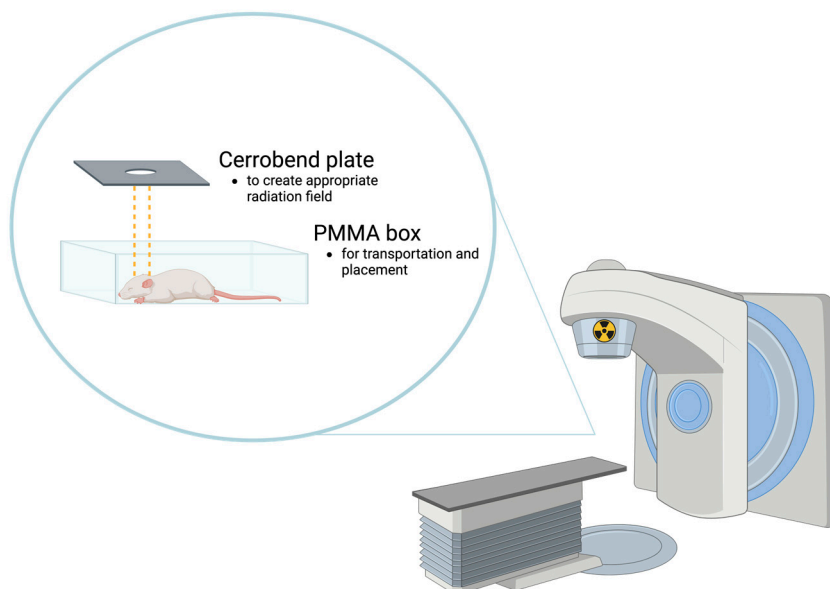 Cerrobend plate
• to create appropriate
radiation field
PMMA box
• for transportation and
placement